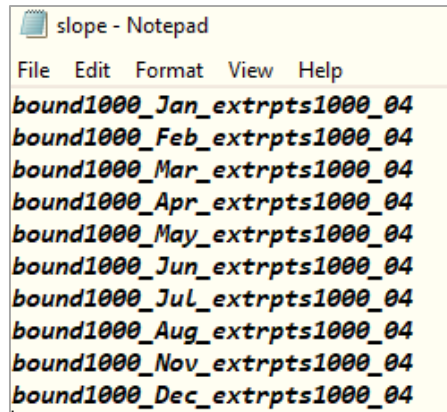 slope - Notepad
File Edit Format View Help
bound1000_Jan_extrpts1000_04
bound1000_Feb_extrpts1000_04
bound1000_Mar_extrpts1000_04
bound1000_Apr_extrpts1000_04
bound1000_May_extrpts1000_04
bound1000_Jun_extrpts1000_04
bound1000_Jul_extrpts1000_04
bound1000_Aug_extrpts1000_04
bound1000_Nov_extrpts1000_04
bound1000_Dec_extrpts1000_04